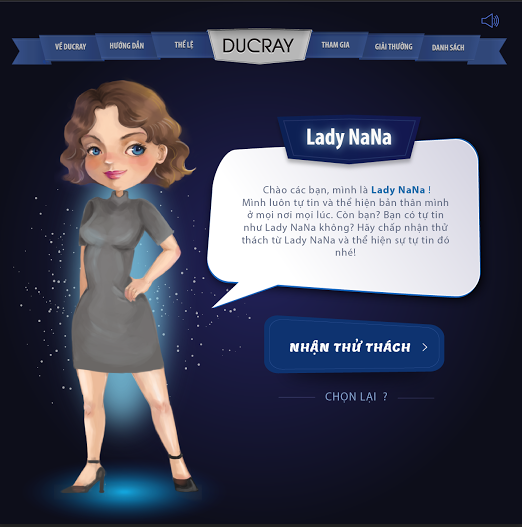 VỀ DUCRAY
HƯỚNG DẪN
THỂ LỆ
DUCRAY
THAM GIA
GIẢI THƯỞNG
DANH SÁCH
Lady NaNa
Chào các bạn, mình là Lady NaNa !
Mình luôn tự tin và thể hiện bản thân mình
ở mọi nơi mọi lúc. Còn bạn? Bạn có tự tin
như Lady NaNa không? Hãy chấp nhận thử
thách từ Lady NaNa và thể hiện sự tự tin đó
nhé!
NHẬN THỬ THÁCH
CHỌN LẠI ?